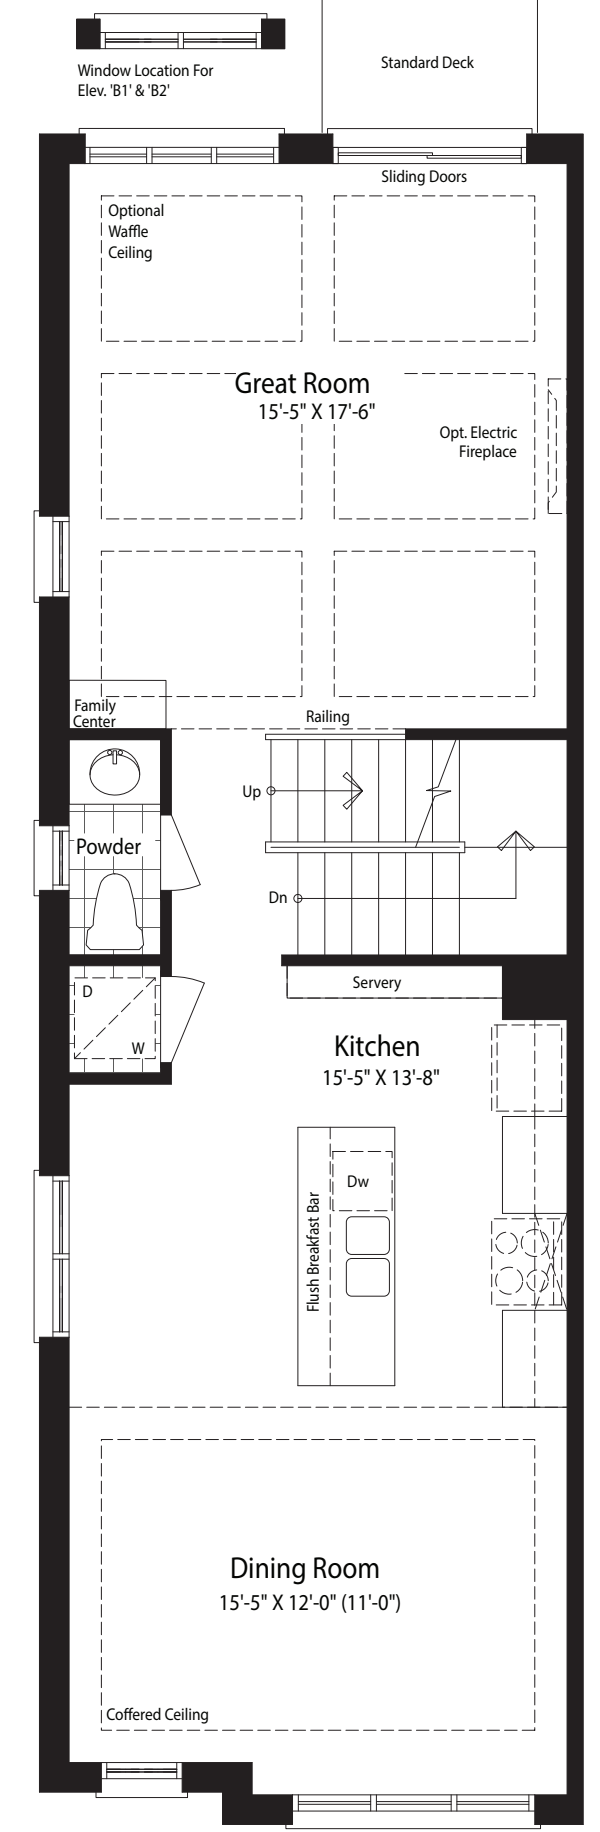 Window Location For
Elev. 'B1' & 'B2'
Standard Deck
Sliding Doors
Optional
Waffle
Ceiling
Great Room
15'-5" X 17'-6"
Opt. Electric
Fireplace
Family
Center
Railing
Up
Powder
Dn
Servery
D
W
Kitchen
15'-5" X 13'-8"
Dw
Flush Breakfast Bar
Dining Room
15'-5" X 12'-0" (11'-0")
Coffered Ceiling